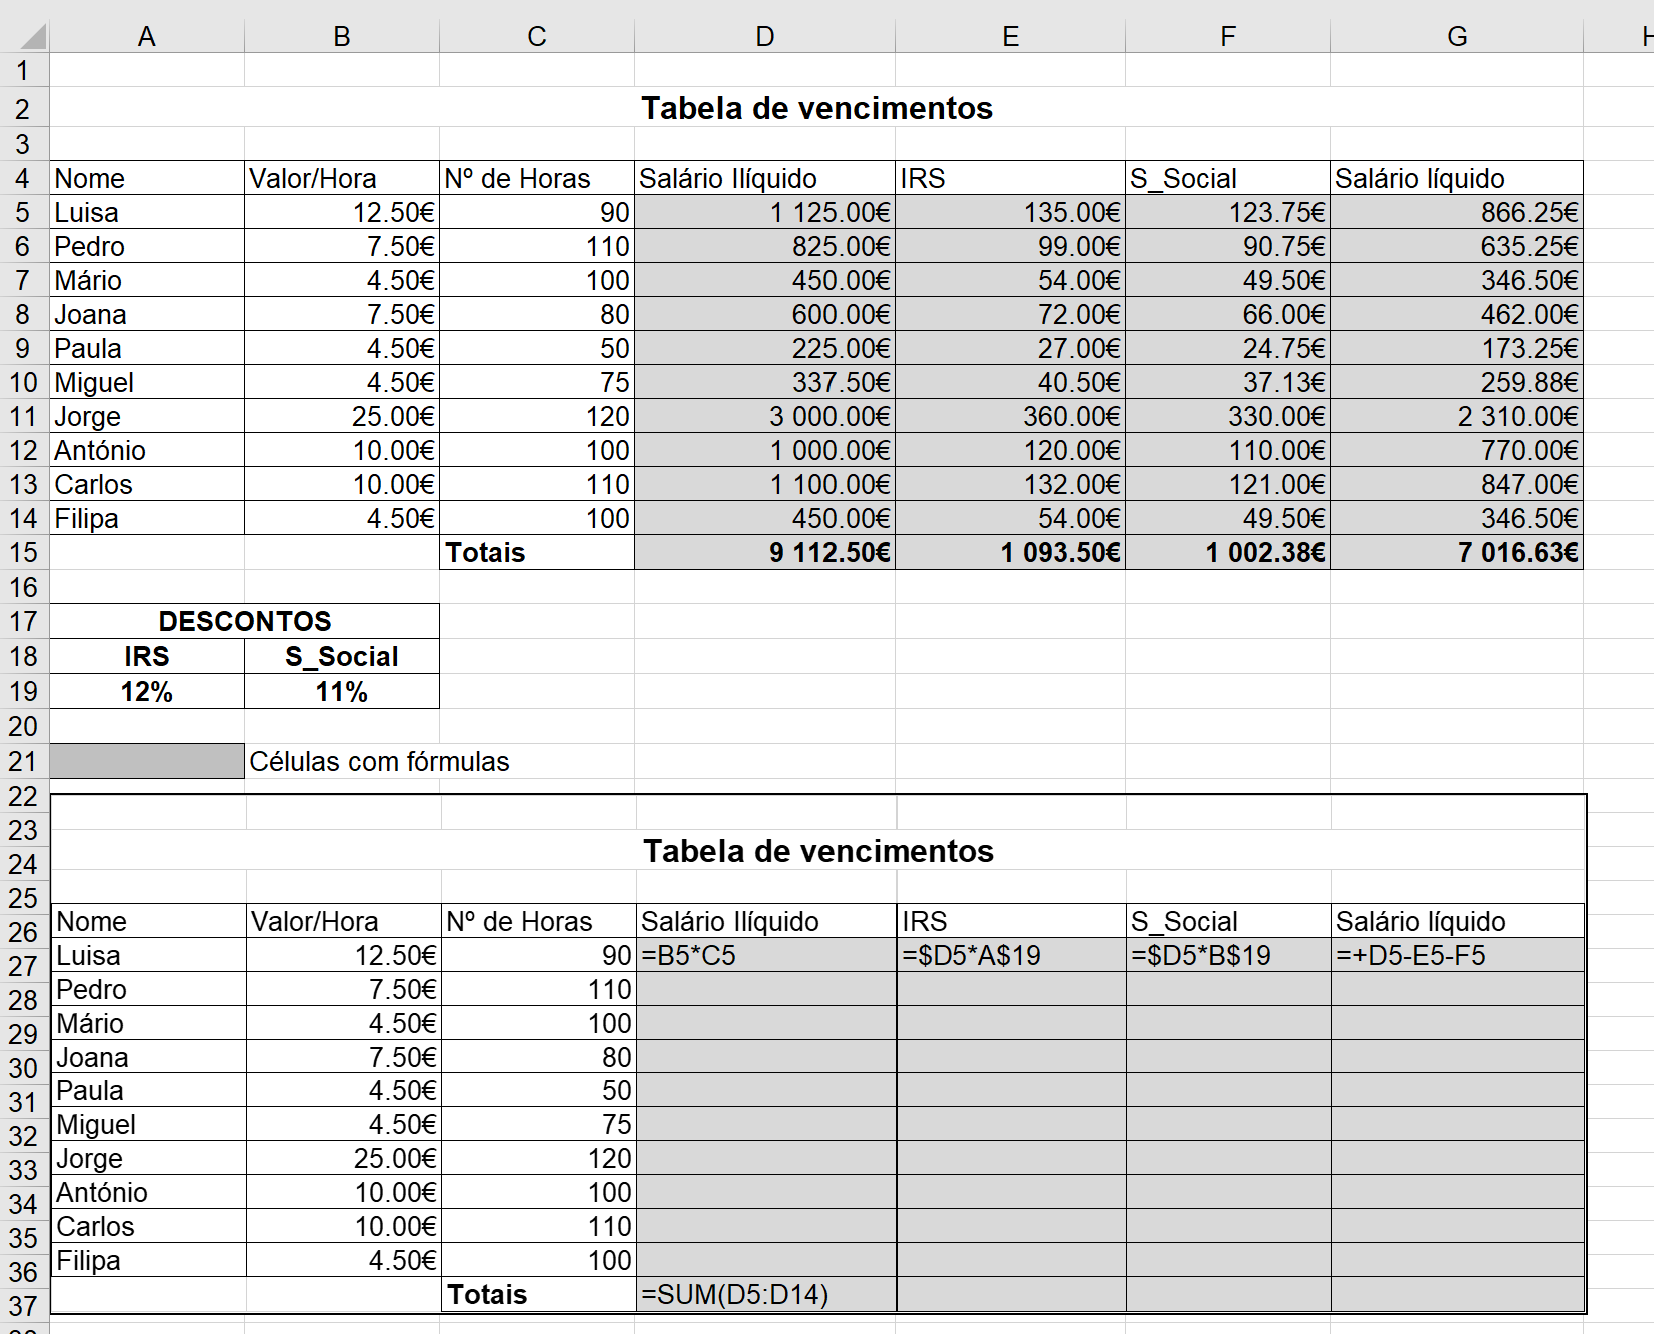 A B C D E F G H
1
2 Tabela de vencimentos
3
4 Nome Valor/Hora Nº de Horas Salário Ilíquido IRS S_Social Salário líquido
5 Luisa 12.50€ 90 1 125.00€ 135.00€ 123.75€ 866.25€
6 Pedro 7.50€ 110 825.00€ 99.00€ 90.75€ 635.25€
7 Mário 4.50€ 100 450.00€ 54.00€ 49.50€ 346.50€
8 Joana 7.50€ 80 600.00€ 72.00€ 66.00€ 462.00€
9 Paula 4.50€ 50 225.00€ 27.00€ 24.75€ 173.25€
10 Miguel 4.50€ 75 337.50€ 40.50€ 37.13€ 259.88€
11 Jorge 25.00€ 120 3 000.00€ 360.00€ 330.00€ 2 310.00€
12 António 10.00€ 100 1 000.00€ 120.00€ 110.00€ 770.00€
13 Carlos 10.00€ 110 1 100.00€ 132.00€ 121.00€ 847.00€
14 Filipa 4.50€ 100 450.00€ 54.00€ 49.50€ 346.50€
15 Totais 9 112.50€ 1 093.50€ 1 002.38€ 7 016.63€
16
17 DESCONTOS
18 IRS S_Social
19 12% 11%
20
21 Células com fórmulas
22
23
24 Tabela de vencimentos
25
26 Nome Valor/Hora Nº de Horas Salário Ilíquido IRS S_Social Salário líquido
27 Luisa 12.50€ 90 =B5*C5 =$D5*A$19 =$D5*B$19 =+D5-E5-F5
28 Pedro 7.50€ 110
29 Mário 4.50€ 100
30 Joana 7.50€ 80
31 Paula 4.50€ 50
32 Miguel 4.50€ 75
33 Jorge 25.00€ 120
34 António 10.00€ 100
35 Carlos 10.00€ 110
36 Filipa 4.50€ 100
37 Totais =SUM(D5:D14)